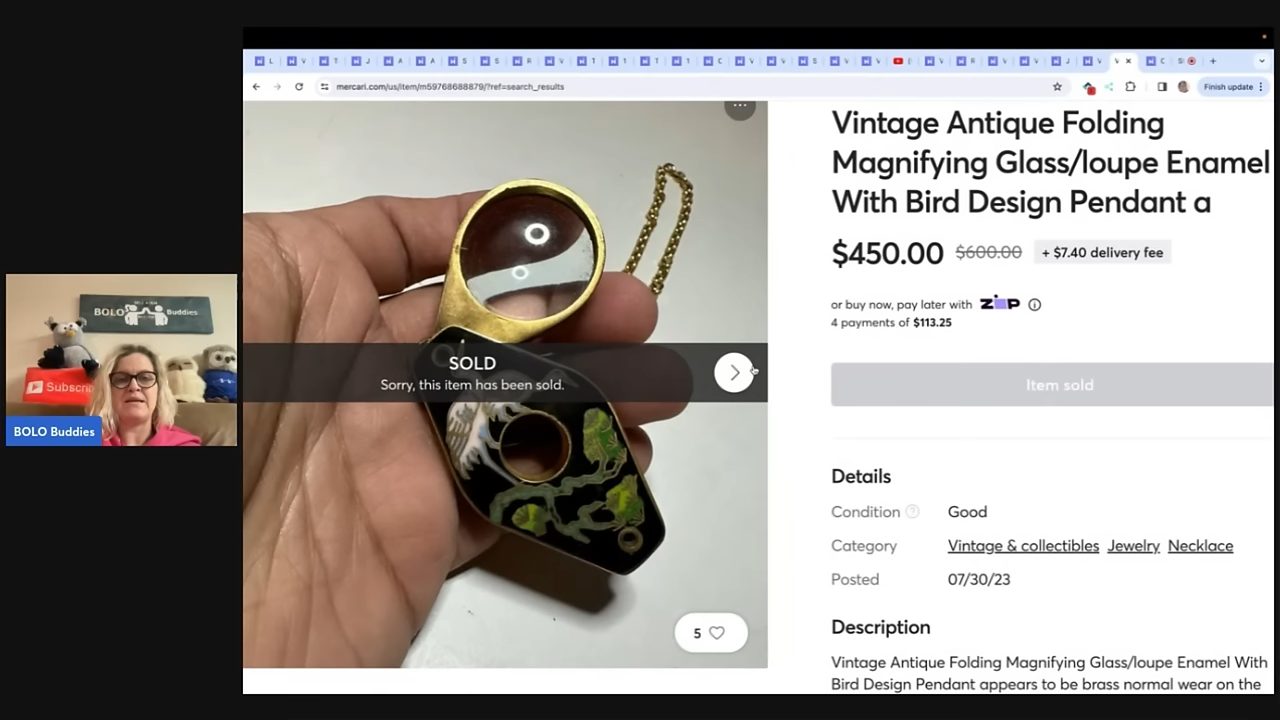 mercari.com/us/item/m59768688879/?ref=search_results
Finish update
Vintage Antique Folding
Magnifying Glass/loupe Enamel
With Bird Design Pendant a
$450.00 $600.00 + $7.40 delivery fee
or buy now, pay later with ZIP
4 payments of $113.25
SOLD
Sorry, this item has been sold.
Item sold
BOLO Buddies
Subscri
BOLO Buddies
Details
Condition Good
Category Vintage & collectibles Jewelry Necklace
Posted 07/30/23
5
Description
Vintage Antique Folding Magnifying Glass/loupe Enamel With
Bird Design Pendant appears to be brass normal wear on the